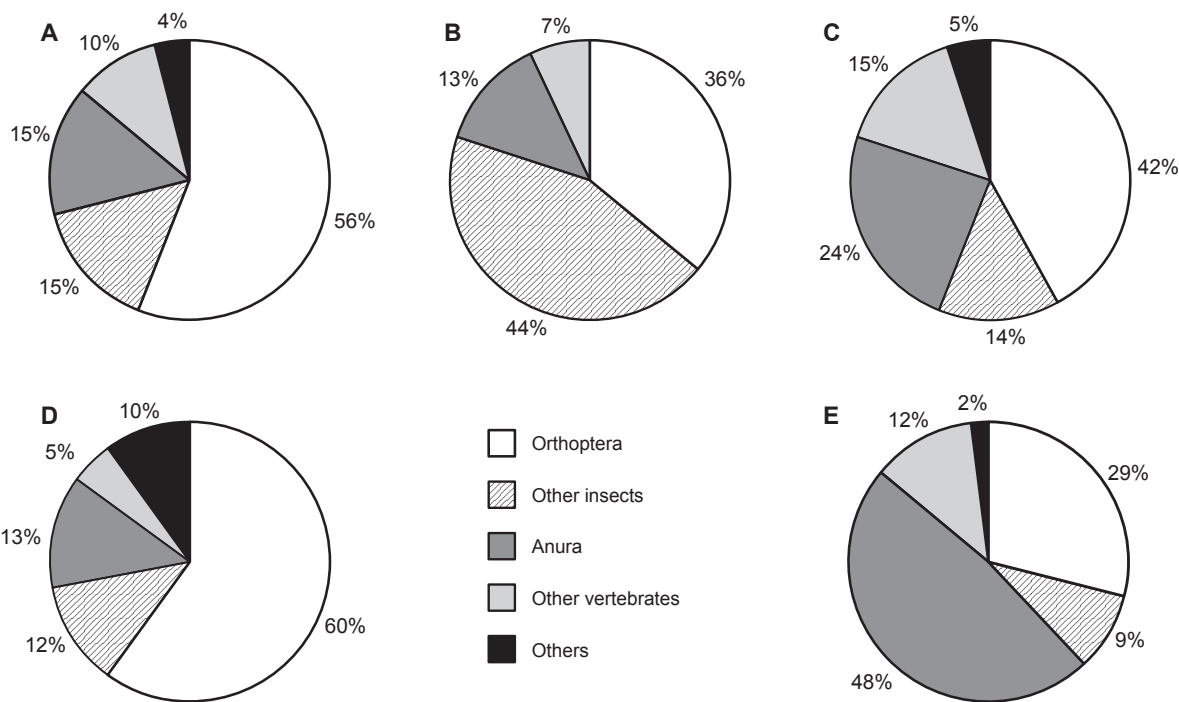 A
4%
10%
15%
15%
56%
B
7%
13%
36%
44%
C
5%
15%
42%
24%
14%
D
10%
5%
13%
12%
60%
Orthoptera
Other insects
Anura
Other vertebrates
Others
E
2%
12%
29%
9%
48%